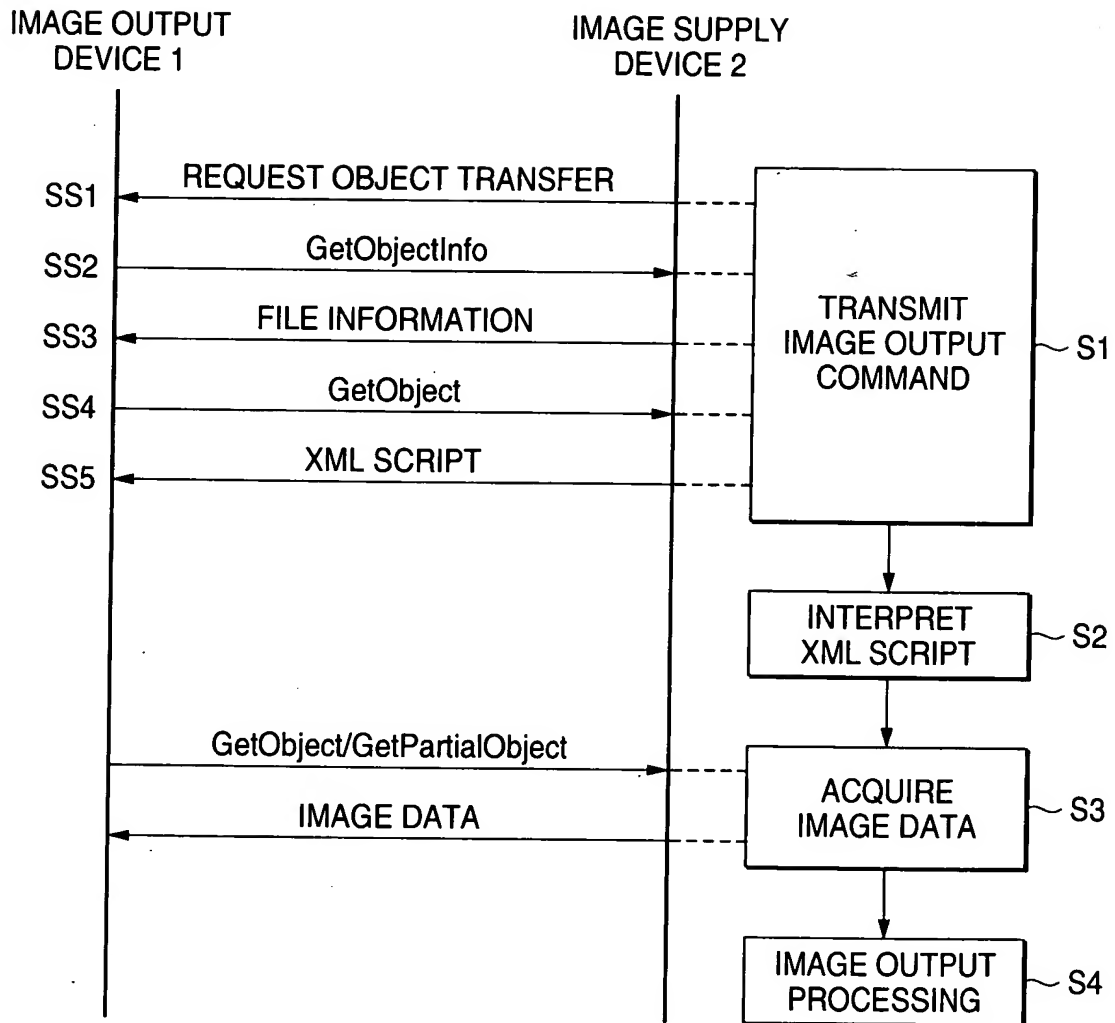 IMAGE OUTPUT
DEVICE 1
IMAGE SUPPLY
DEVICE 2
SS1
REQUEST OBJECT TRANSFER
SS2
GetObjectInfo
SS3
FILE INFORMATION
SS4
GetObject
SS5
XML SCRIPT
TRANSMIT
IMAGE OUTPUT
COMMAND
S1
INTERPRET
XML SCRIPT
S2
GetObject/GetPartialObject
IMAGE DATA
ACQUIRE
IMAGE DATA
S3
IMAGE OUTPUT
PROCESSING
S4